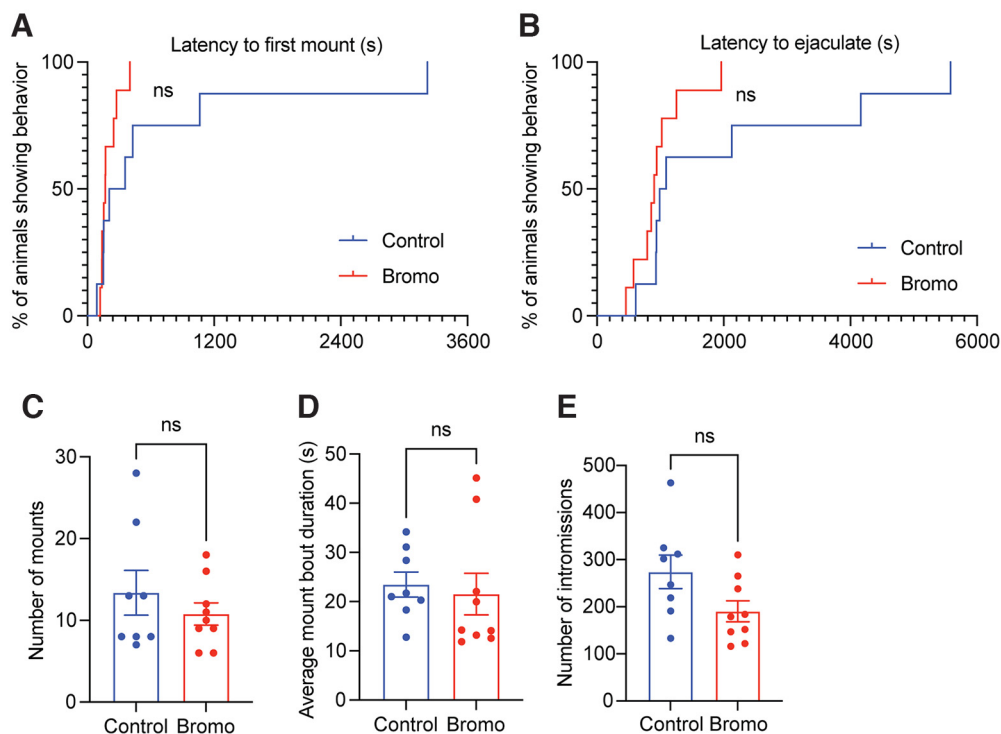 A
Latency to first mount (s)
% of animals showing behavior
100
50
0
ns
Control
Bromo
0 1200 2400 3600
B
Latency to ejaculate (s)
% of animals showing behavior
100
50
0
ns
Control
Bromo
0 2000 4000 6000
C
ns
Number of mounts
30
20
10
0
Control Bromo
D
ns
Average mount bout duration (s)
50
40
30
20
10
0
Control Bromo
E
ns
Number of intromissions
500
400
300
200
100
0
Control Bromo